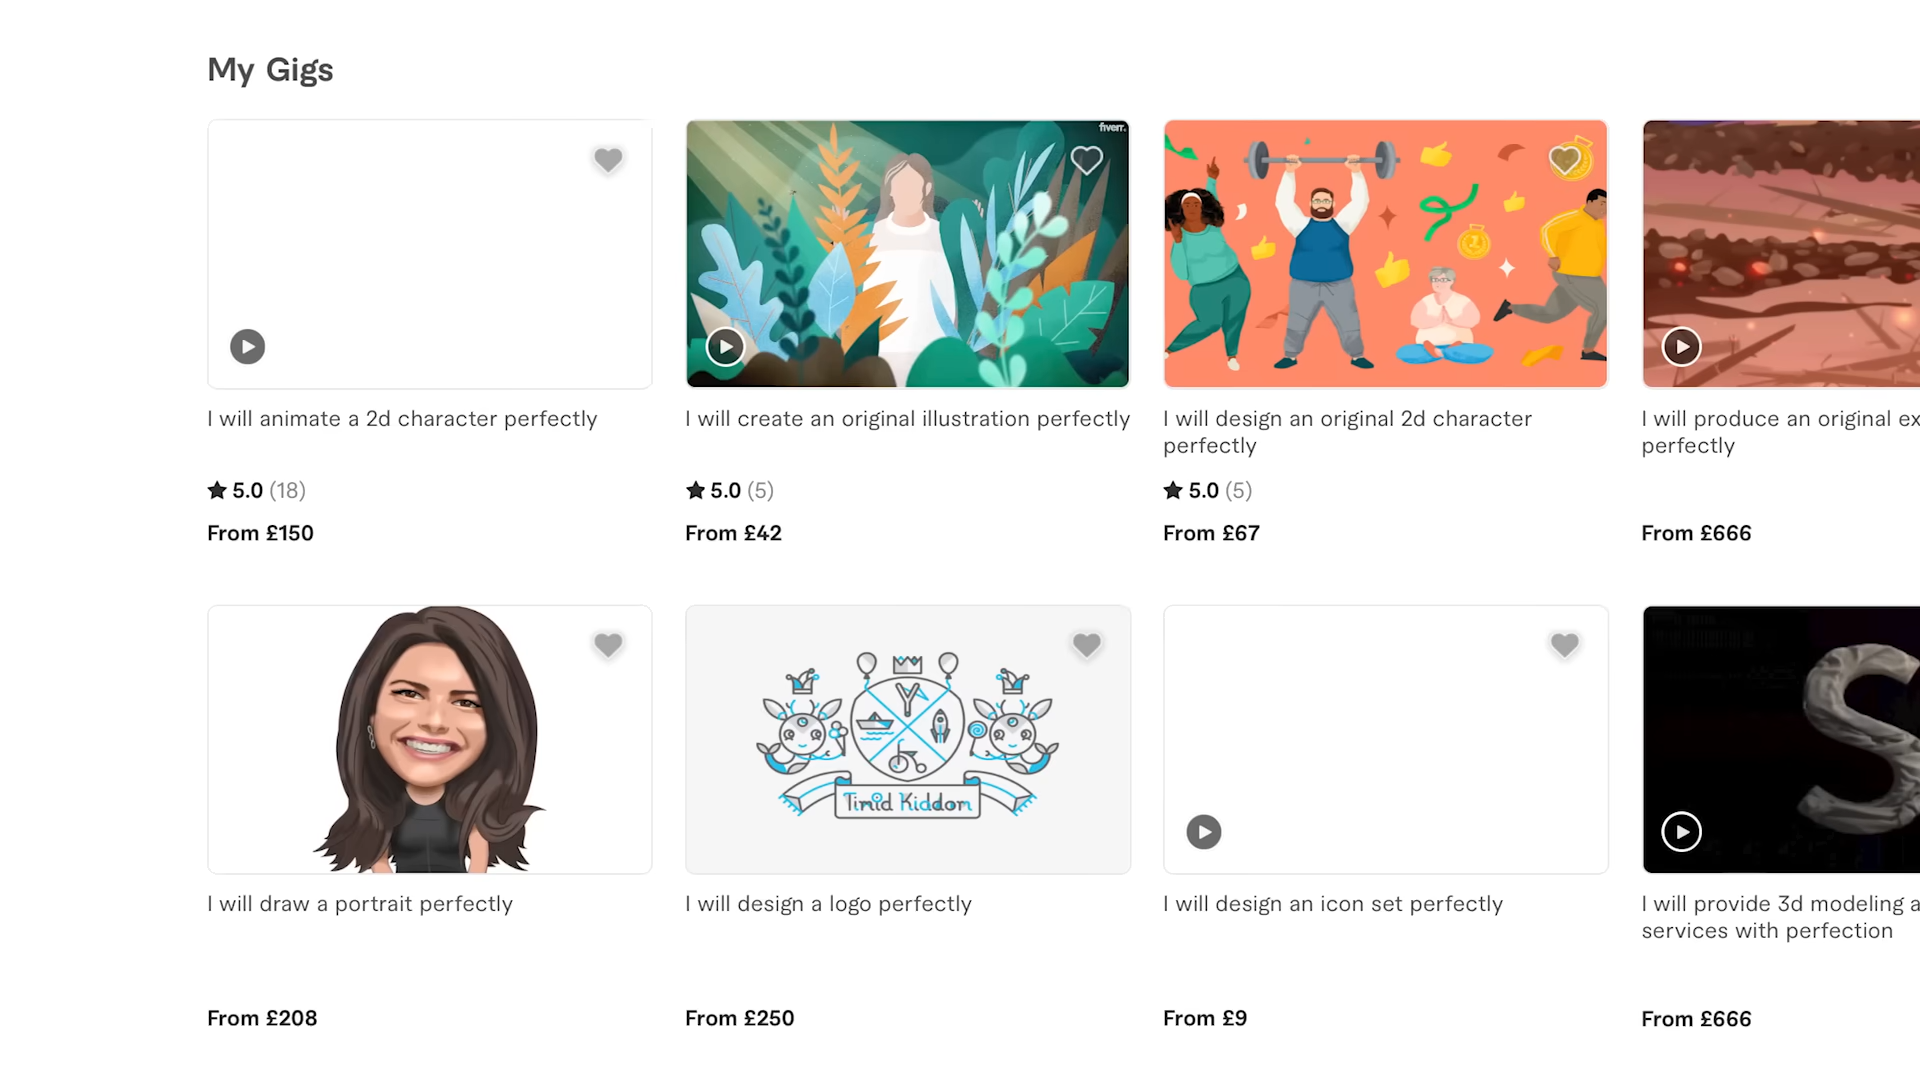 My Gigs
fiverr.
I will animate a 2d character perfectly
5.0 (18)
From £150
I will create an original illustration perfectly
5.0 (5)
From £42
I will design an original 2d character
perfectly
5.0 (5)
From £67
I will produce an original ex
perfectly
From £666
Timid Kiddom
I will draw a portrait perfectly
From £208
I will design a logo perfectly
From £250
I will design an icon set perfectly
From £9
S
I will provide 3d modeling a
services with perfection
From £666